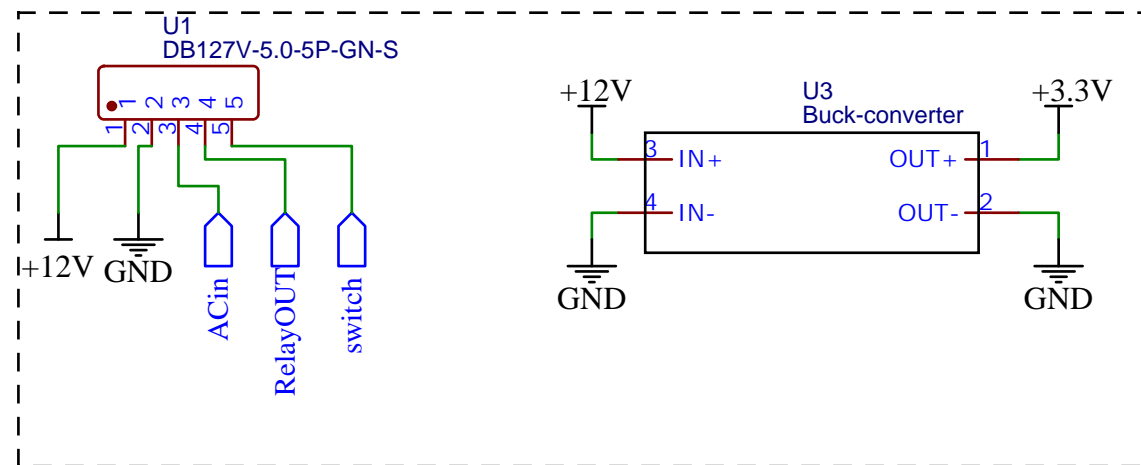 U1
DB127V-5.0-5P-GN-S
1 2 3 4 5
1 2 3 4 5
+12V
GND
ACin
RelayOUT
switch
+12V
U3
Buck-converter
+3.3V
3 IN+
OUT+ 1
4 IN-
OUT- 2
GND
GND